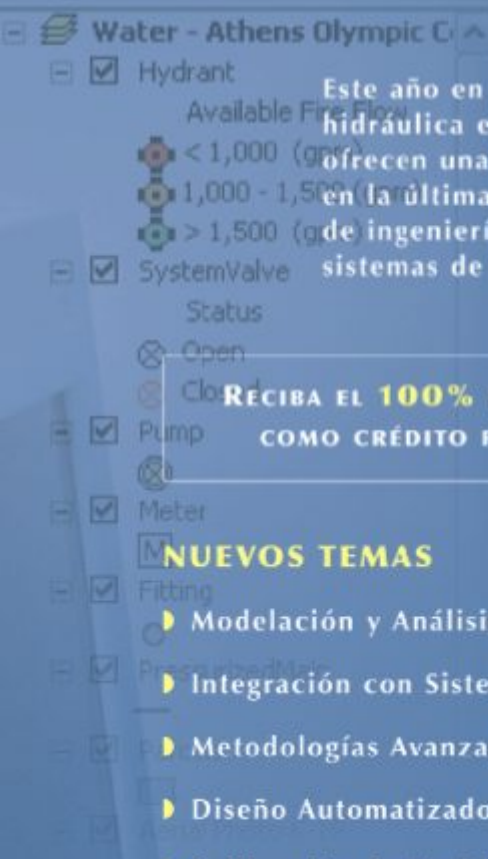 Water - Athens Olympic C
Hydrant
Available Fire Flow
< 1,000 (gpm)
1,000 - 1,500 (gpm)
> 1,500 (gpm)
SystemValve
Status
Open
Closed
Pump
Meter
M
Fitting
PressurizedMain
Este año en
hidráulica e
ofrecen una
en la última
de ingenierí
sistemas de
RECIBA EL 100%
COMO CRÉDITO
NUEVOS TEMAS
Modelación y Análisi
Integración con Siste
Metodologías Avanza
Diseño Automatizado